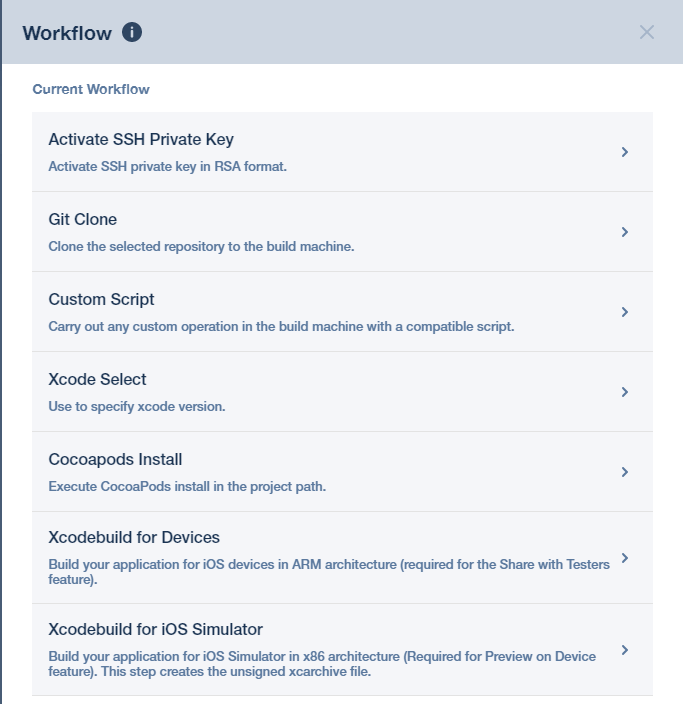 Workflow i
Current Workflow
Activate SSH Private Key
Activate SSH private key in RSA format.
Git Clone
Clone the selected repository to the build machine.
Custom Script
Carry out any custom operation in the build machine with a compatible script.
Xcode Select
Use to specify xcode version.
Cocoapods Install
Execute CocoaPods install in the project path.
Xcodebuild for Devices
Build your application for iOS devices in ARM architecture (required for the Share with Testers
feature).
Xcodebuild for iOS Simulator
Build your application for iOS Simulator in x86 architecture (Required for Preview on Device
feature). This step creates the unsigned xcarchive file.